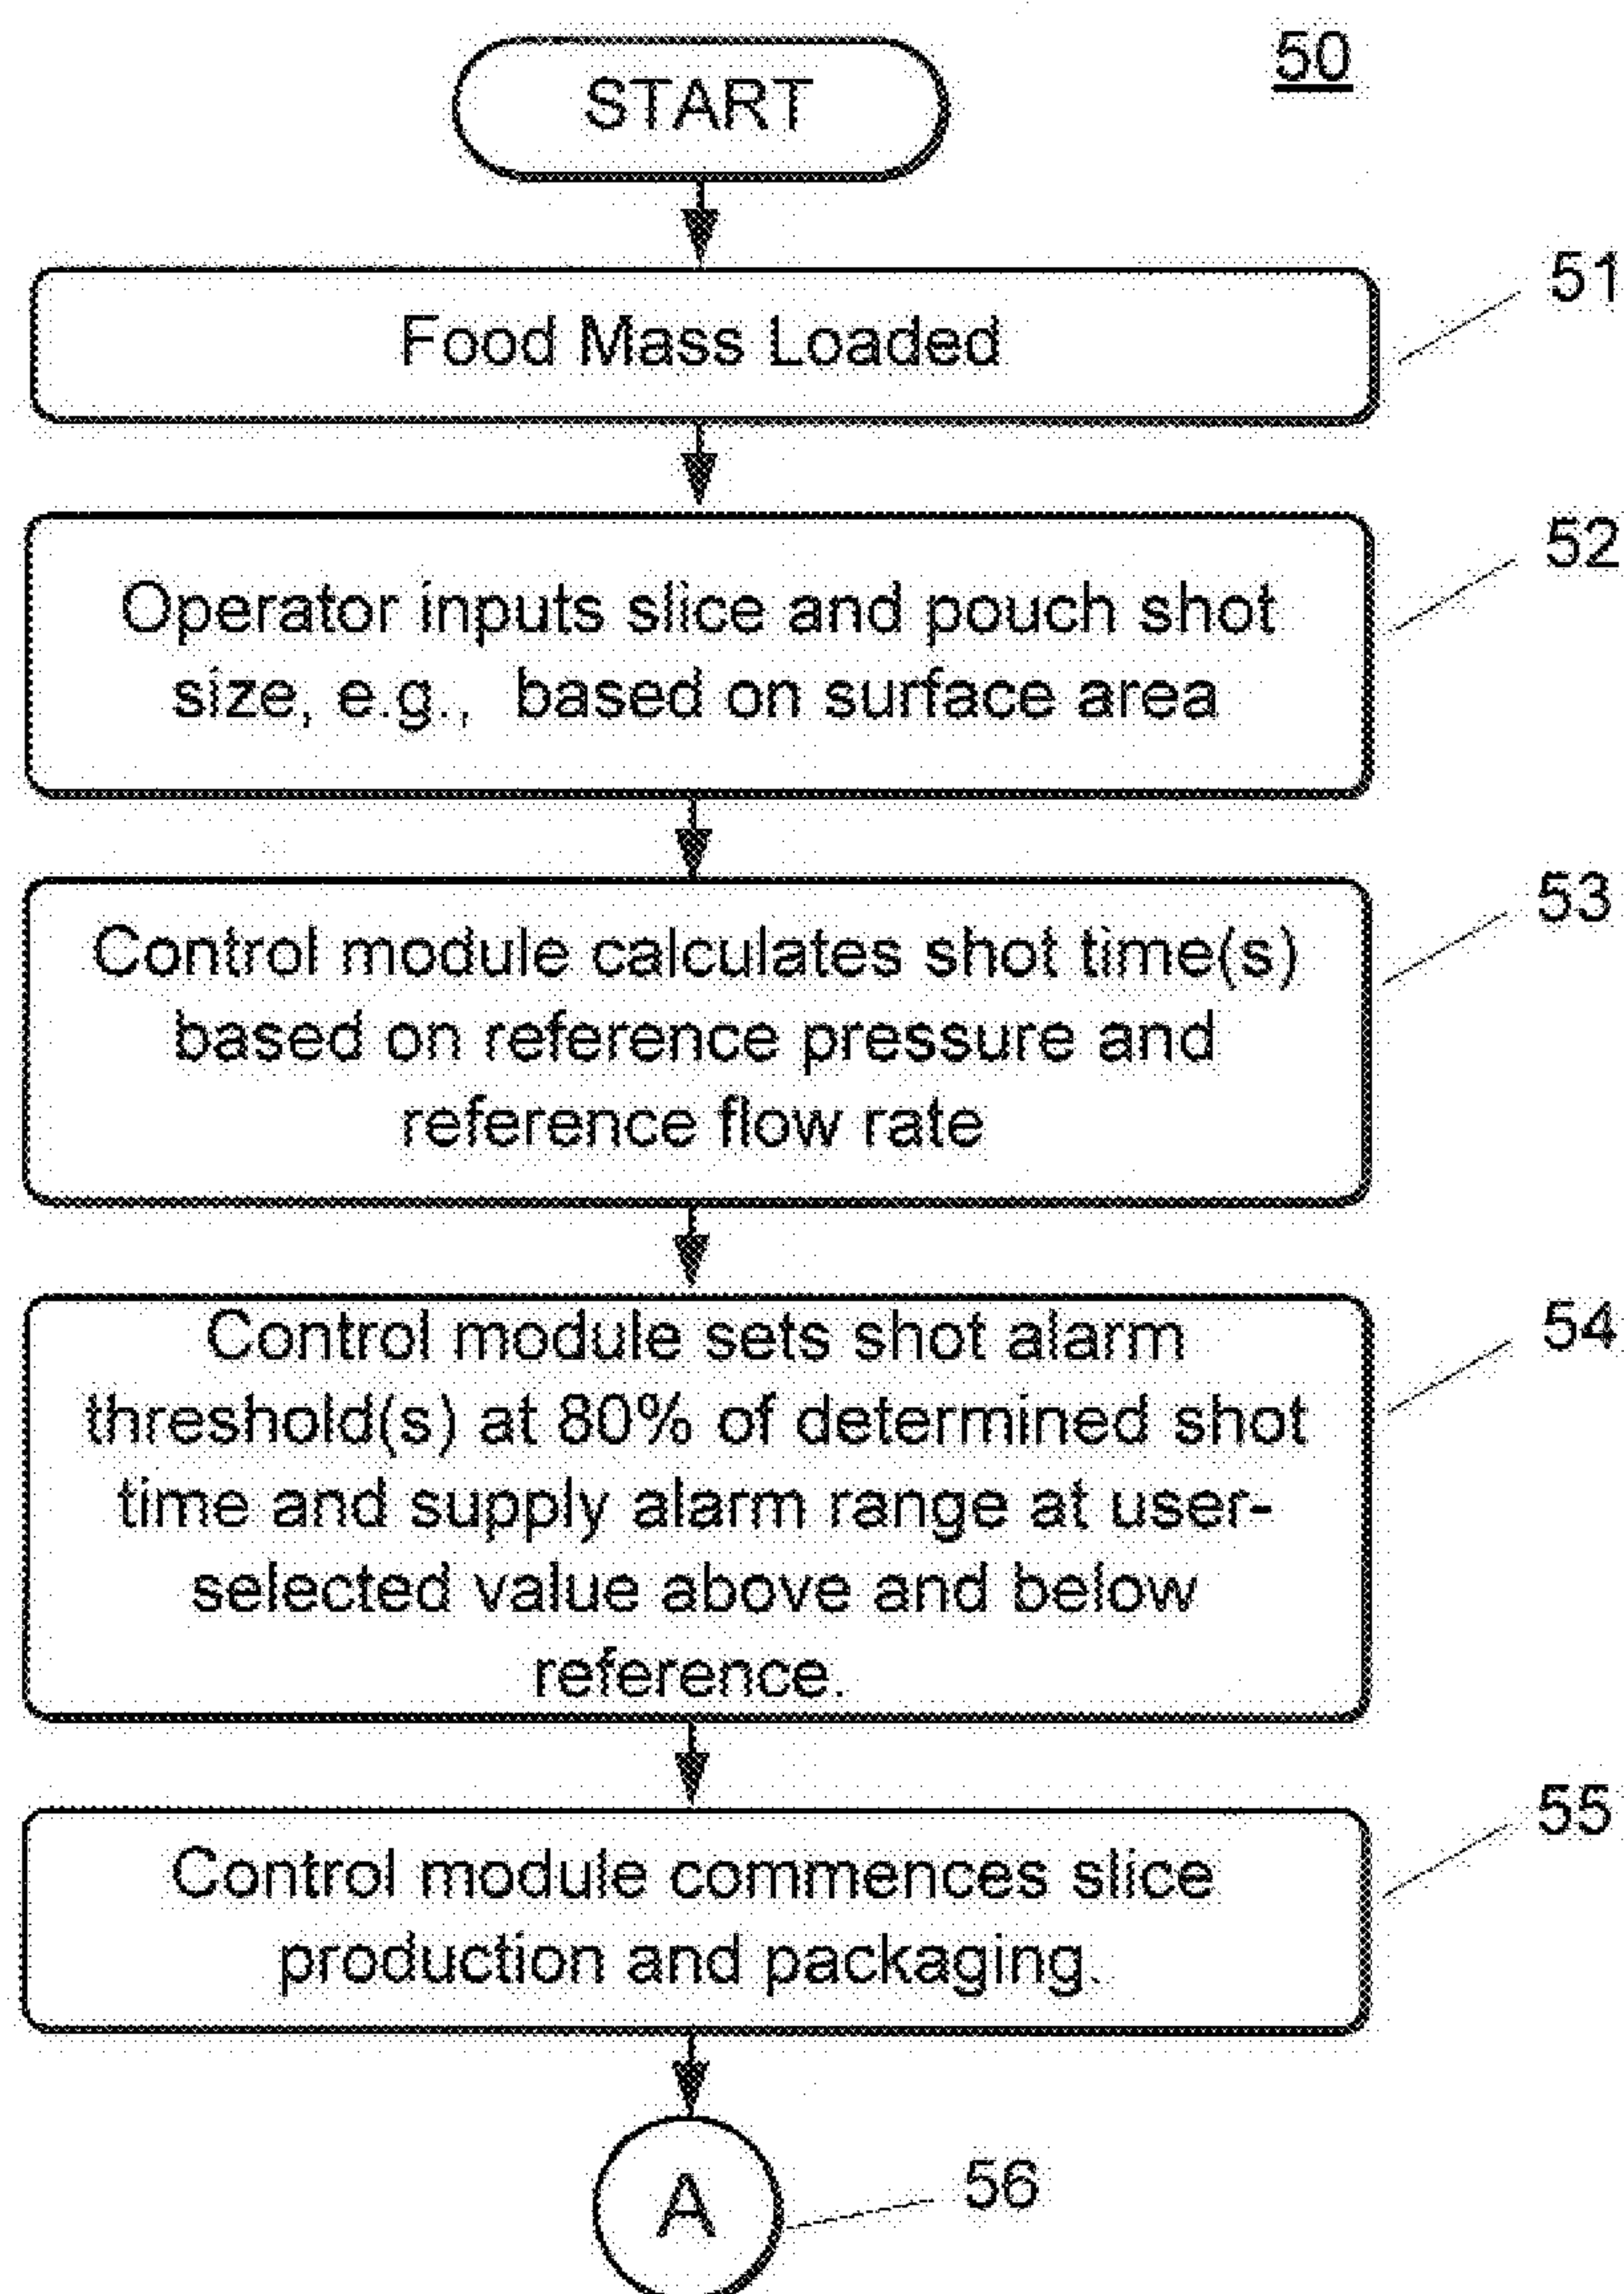 50
START
51
Food Mass Loaded
52
Operator inputs slice and pouch shot
size, e.g., based on surface area
53
Control module calculates shot time(s)
based on reference pressure and
reference flow rate
54
Control module sets shot alarm
threshold(s) at 80% of determined shot
time and supply alarm range at user-
selected value above and below
reference.
55
Control module commences slice
production and packaging.
A
56